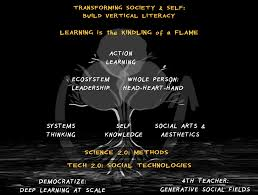 TRANSFORMING SOCIETY & SELF:
BUILD VERTICAL LITERACY
LEARNING IS THE KINDLING OF A FLAME
ACTION
LEARNING
ECOSYSTEM
LEADERSHIP
WHOLE PERSON:
HEAD-HEART-HAND
SYSTEMS
THINKING
SELF
KNOWLEDGE
SOCIAL ARTS &
AESTHETICS
SCIENCE 2.0: METHODS
TECH 2.0: SOCIAL TECHNOLOGIES
DEMOCRATIZE:
DEEP LEARNING AT SCALE
4TH TEACHER:
GENERATIVE SOCIAL FIELDS